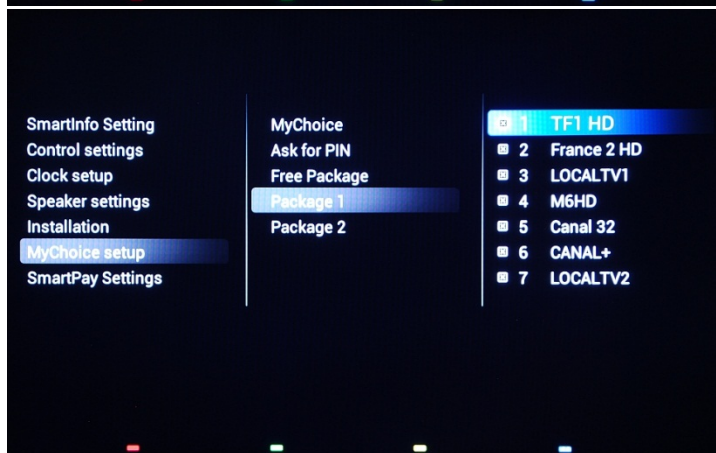 SmartInfo Setting
Control settings
Clock setup
Speaker settings
Installation
MyChoice setup
SmartPay Settings
MyChoice
Ask for PIN
Free Package
Package 1
Package 2
1 TF1 HD
2 France 2 HD
3 LOCALTV1
4 M6HD
5 Canal 32
6 CANAL+
7 LOCALTV2